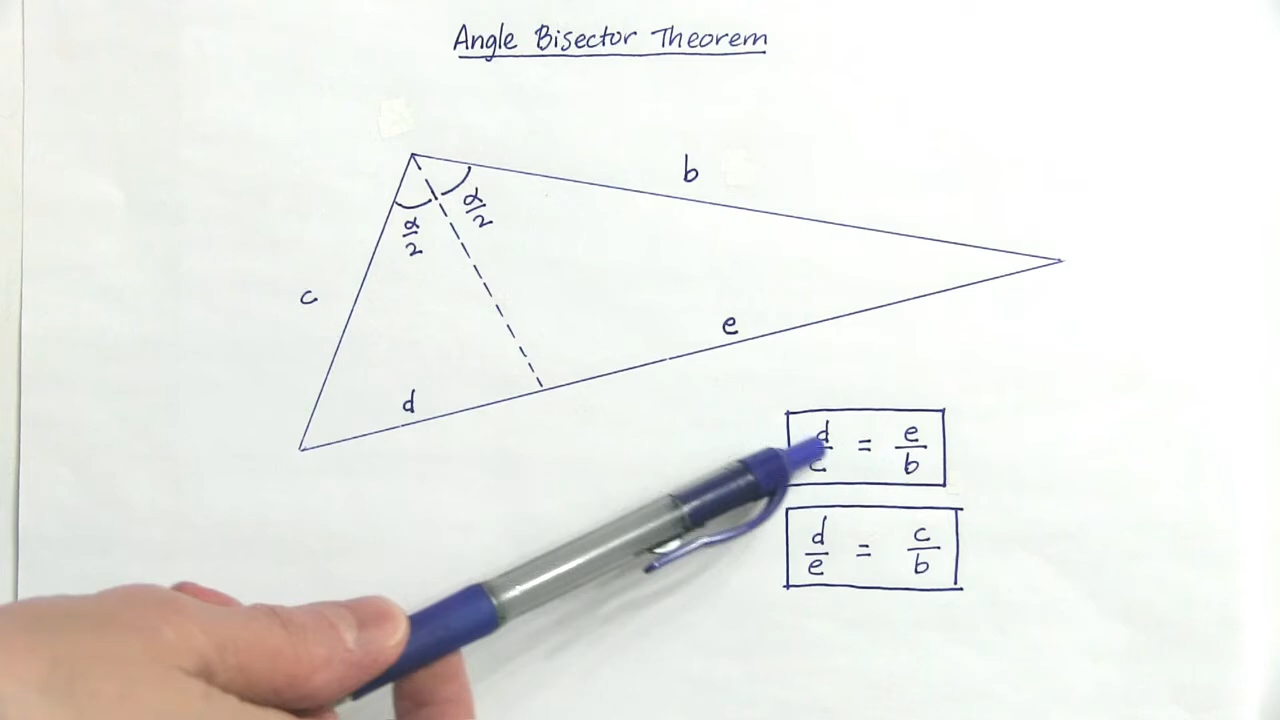 Angle Bisector Theorem
b
α/2
α/2
c
e
d
d/c = e/b
d/e = c/b